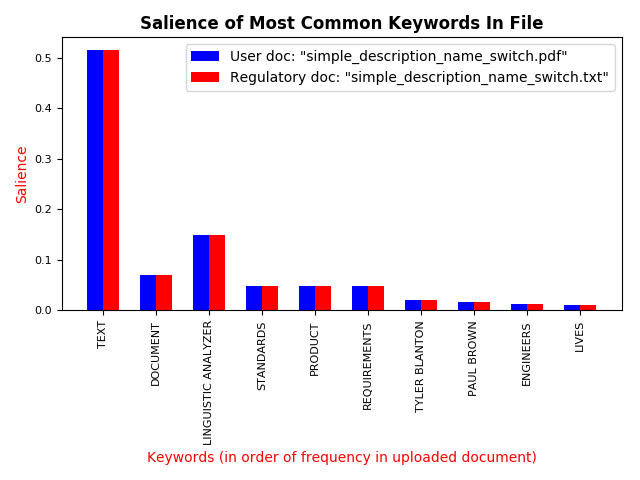 Salience of Most Common Keywords In File
User doc: "simple_description_name_switch.pdf"
Regulatory doc: "simple_description_name_switch.txt"
Salience
0.5
0.4
0.3
0.2
0.1
0.0
TEXT
DOCUMENT
LINGUISTIC ANALYZER
STANDARDS
PRODUCT
REQUIREMENTS
TYLER BLANTON
PAUL BROWN
ENGINEERS
LIVES
Keywords (in order of frequency in uploaded document)